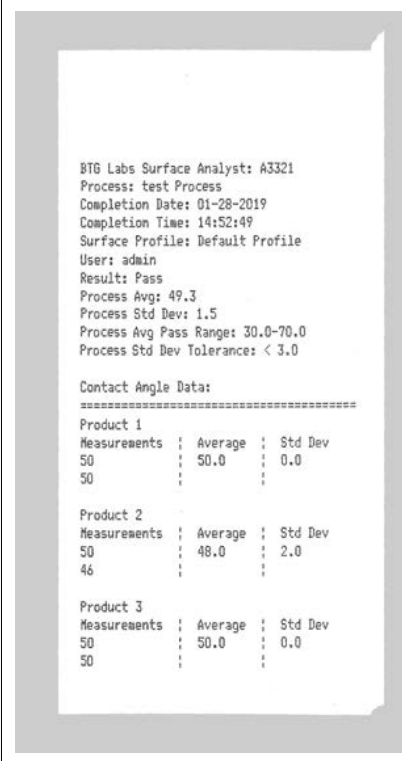 BTG Labs Surface Analyst: A3321
Process: test Process
Completion Date: 01-28-2019
Completion Time: 14:52:49
Surface Profile: Default Profile
User: admin
Result: Pass
Process Avg: 49.3
Process Std Dev: 1.5
Process Avg Pass Range: 30.0-70.0
Process Std Dev Tolerance: < 3.0
Contact Angle Data:
========================================
Product 1
Measurements ¦ Average ¦ Std Dev
50 ¦ 50.0 ¦ 0.0
50 ¦ ¦
Product 2
Measurements ¦ Average ¦ Std Dev
50 ¦ 48.0 ¦ 2.0
46 ¦ ¦
Product 3
Measurements ¦ Average ¦ Std Dev
50 ¦ 50.0 ¦ 0.0
50 ¦ ¦